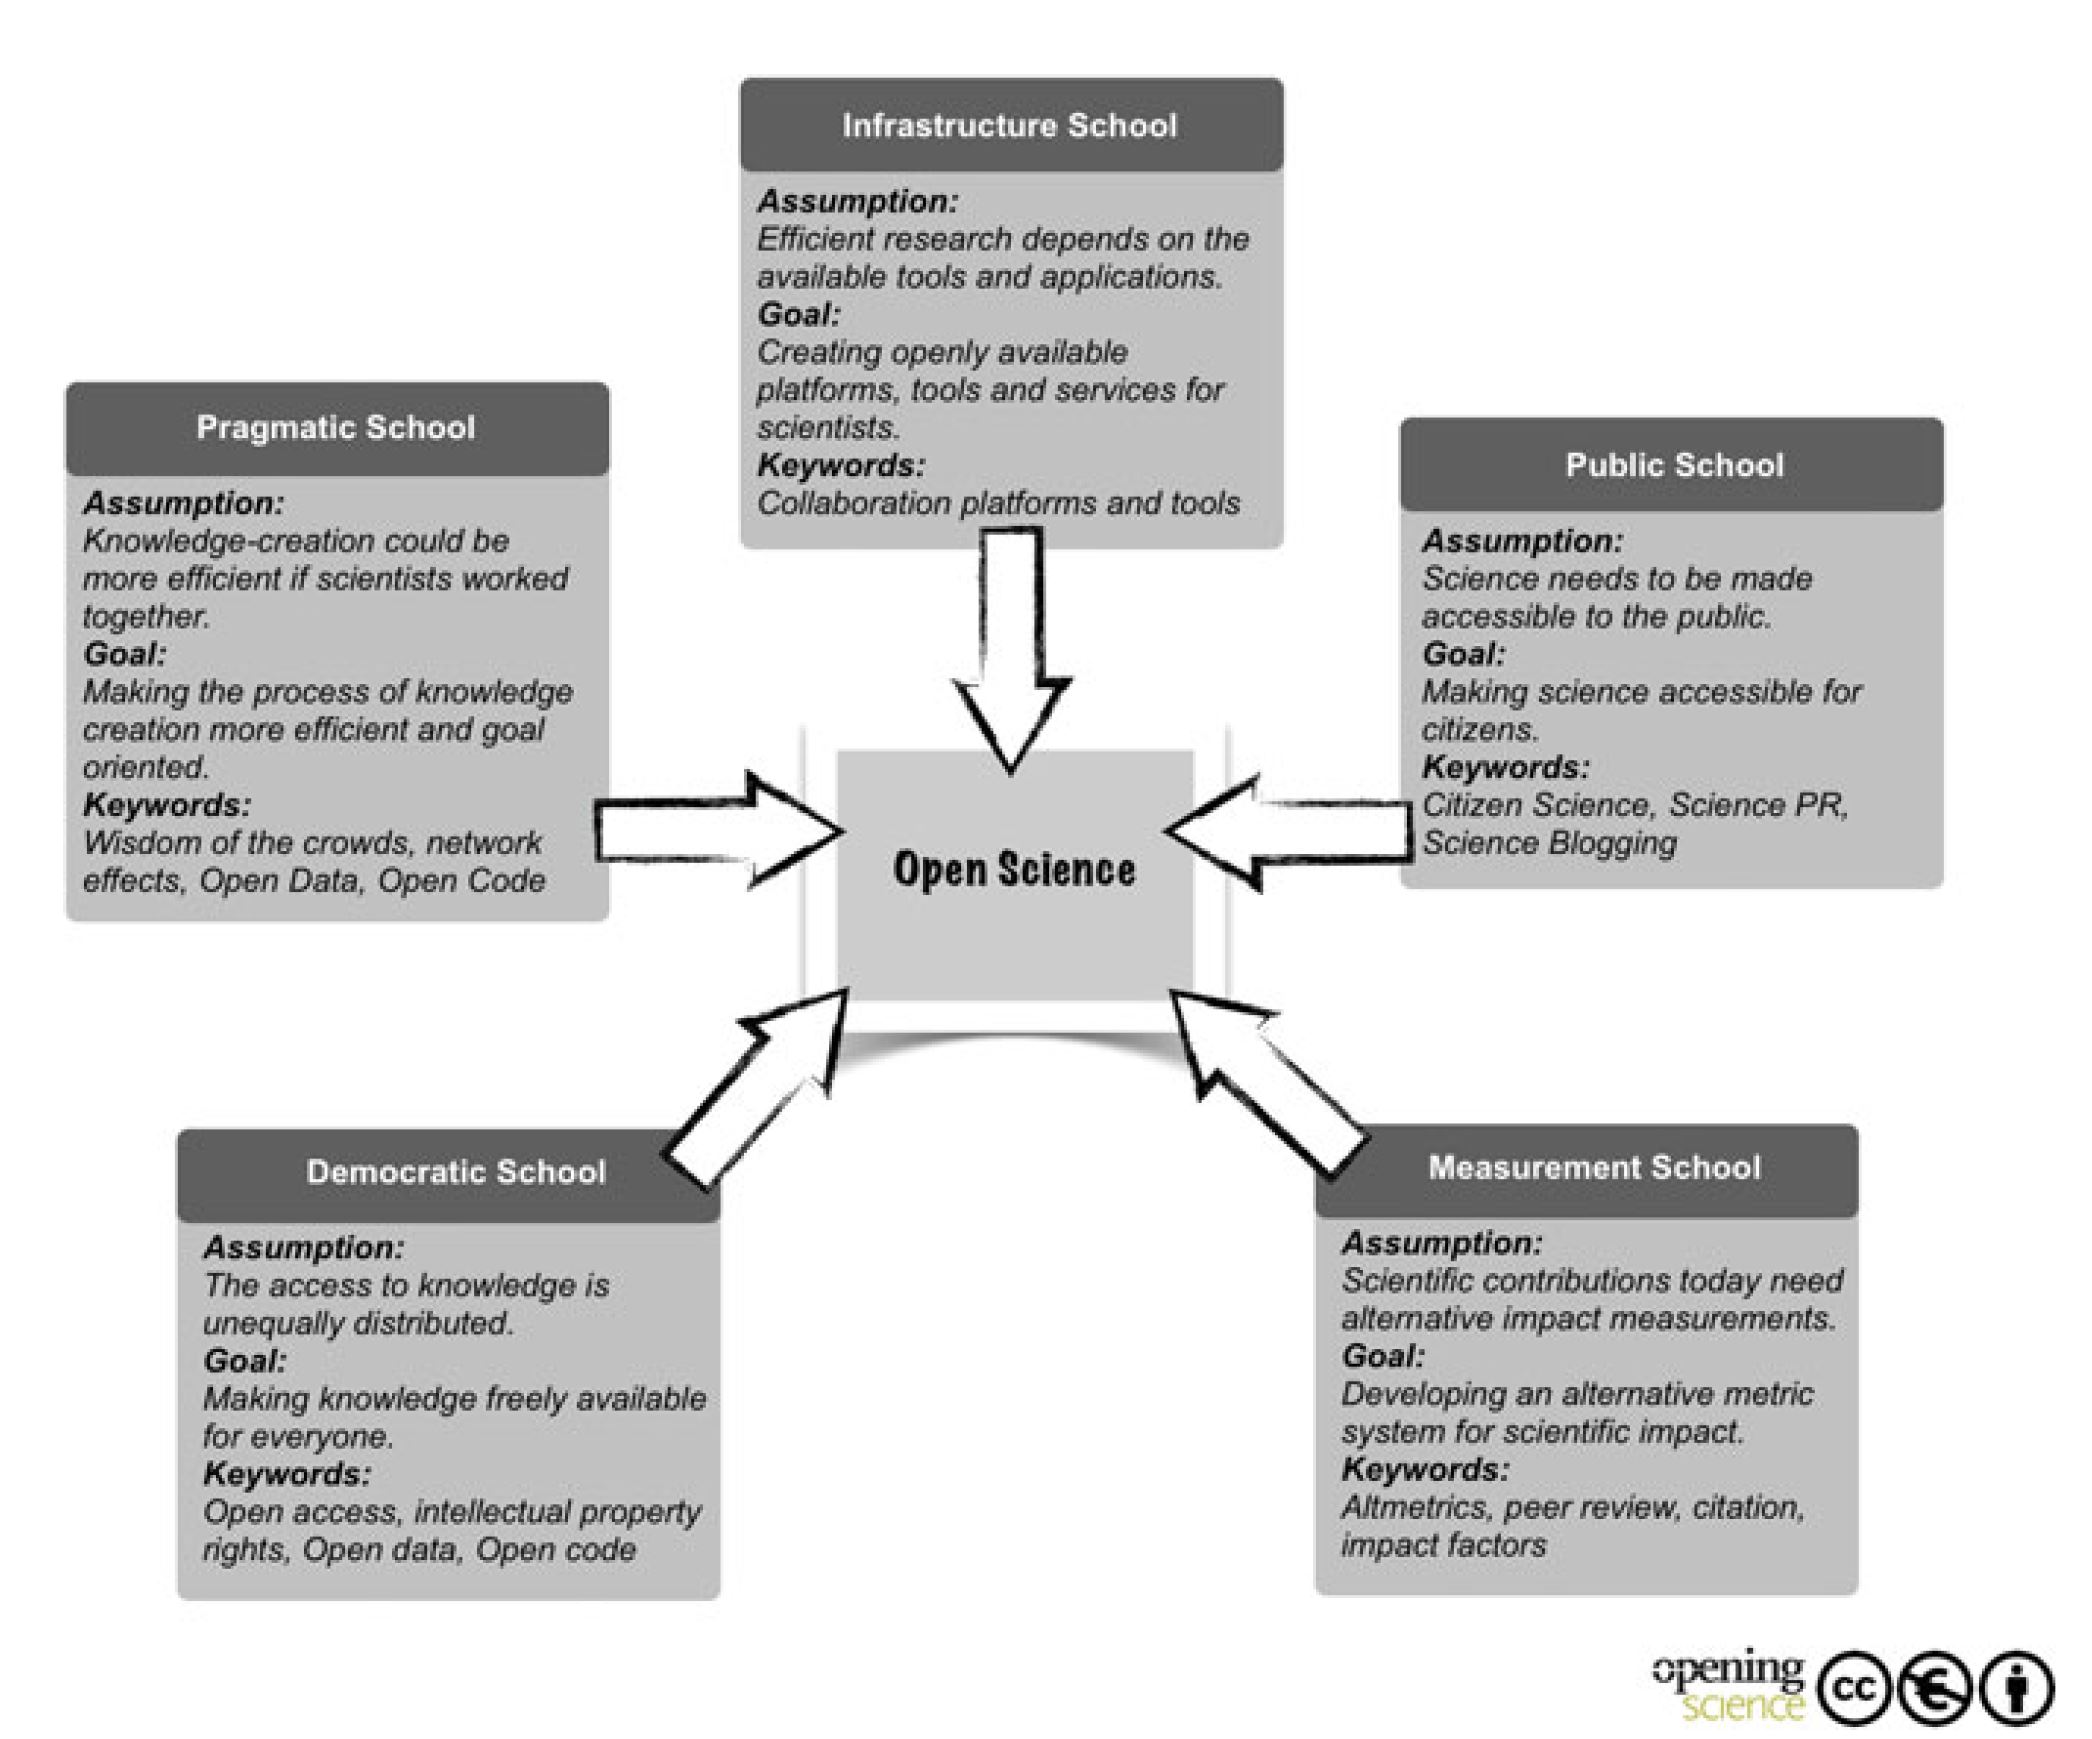 Infrastructure School
Assumption:
Efficient research depends on the
available tools and applications.
Goal:
Creating openly available
platforms, tools and services for
scientists.
Keywords:
Collaboration platforms and tools
Pragmatic School
Assumption:
Knowledge-creation could be
more efficient if scientists worked
together.
Goal:
Making the process of knowledge
creation more efficient and goal
oriented.
Keywords:
Wisdom of the crowds, network
effects, Open Data, Open Code
Public School
Assumption:
Science needs to be made
accessible to the public.
Goal:
Making science accessible for
citizens.
Keywords:
Citizen Science, Science PR,
Science Blogging
Open Science
Democratic School
Assumption:
The access to knowledge is
unequally distributed.
Goal:
Making knowledge freely available
for everyone.
Keywords:
Open access, intellectual property
rights, Open data, Open code
Measurement School
Assumption:
Scientific contributions today need
alternative impact measurements.
Goal:
Developing an alternative metric
system for scientific impact.
Keywords:
Altmetrics, peer review, citation,
impact factors
opening
science
cc